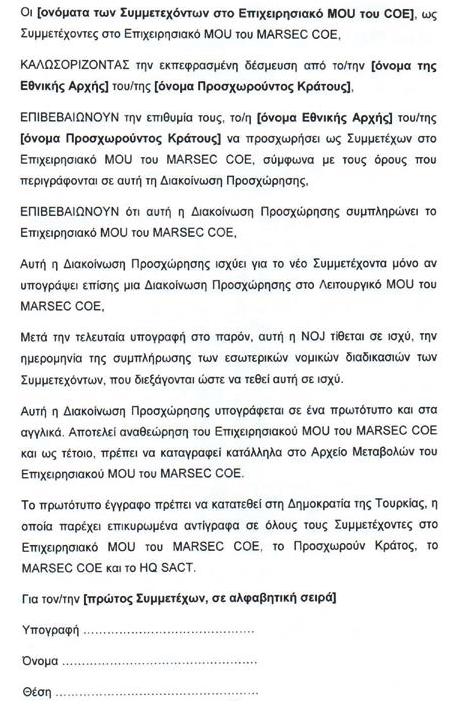 Οι [ονόματα των Συμμετεχόντων στο Επιχειρησιακό MOU του COE], ως
Συμμετέχοντες στο Επιχειρησιακό MOU του MARSEC COE,
ΚΑΛΩΣΟΡΙΖΟΝΤΑΣ την εκπεφρασμένη δέσμευση από το/την [όνομα της
Εθνικής Αρχής] του/της [όνομα Προσχωρούντος Κράτους],
ΕΠΙΒΕΒΑΙΩΝΟΥΝ την επιθυμία τους, το/η [όνομα Εθνικής Αρχής] του/της
[όνομα Προσχωρούντος Κράτους] να προσχωρήσει ως Συμμετέχων στο
Επιχειρησιακό MOU του MARSEC COE, σύμφωνα με τους όρους που
περιγράφονται σε αυτή τη Διακοίνωση Προσχώρησης,
ΕΠΙΒΕΒΑΙΩΝΟΥΝ ότι αυτή η Διακοίνωση Προσχώρησης συμπληρώνει το
Επιχειρησιακό MOU του MARSEC COE,
Αυτή η Διακοίνωση Προσχώρησης ισχύει για το νέο Συμμετέχοντα μόνο αν
υπογράψει επίσης μια Διακοίνωση Προσχώρησης στο Λειτουργικό MOU του
MARSEC COE,
Μετά την τελευταία υπογραφή στο παρόν, αυτή η NOJ τίθεται σε ισχύ, την
ημερομηνία της συμπλήρωσης των εσωτερικών νομικών διαδικασιών των
Συμμετεχόντων, που διεξάγονται ώστε να τεθεί αυτή σε ισχύ.
Αυτή η Διακοίνωση Προσχώρησης υπογράφεται σε ένα πρωτότυπο και στα
αγγλικά. Αποτελεί αναθεώρηση του Επιχειρησιακού MOU του MARSEC COE
και ως τέτοιο, πρέπει να καταγραφεί κατάλληλα στο Αρχείο Μεταβολών του
Επιχειρησιακού MOU του MARSEC COE.
Το πρωτότυπο έγγραφο πρέπει να κατατεθεί στη Δημοκρατία της Τουρκίας, η
οποία παρέχει επικυρωμένα αντίγραφα σε όλους τους Συμμετέχοντες στο
Επιχειρησιακό MOU του MARSEC COE, το Προσχωρούν Κράτος, το
MARSEC COE και το HQ SACT.
Για τον/την [πρώτος Συμμετέχων, σε αλφαβητική σειρά]
Υπογραφή ................................................
Όνομα ......................................................
Θέση ........................................................